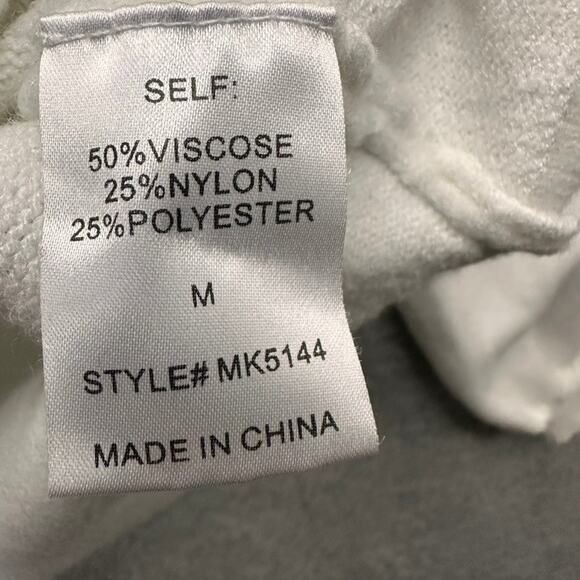 SELF:
50%VISCOSE
25%NYLON
25%POLYESTER
M
STYLE# MK5144
MADE IN CHINA